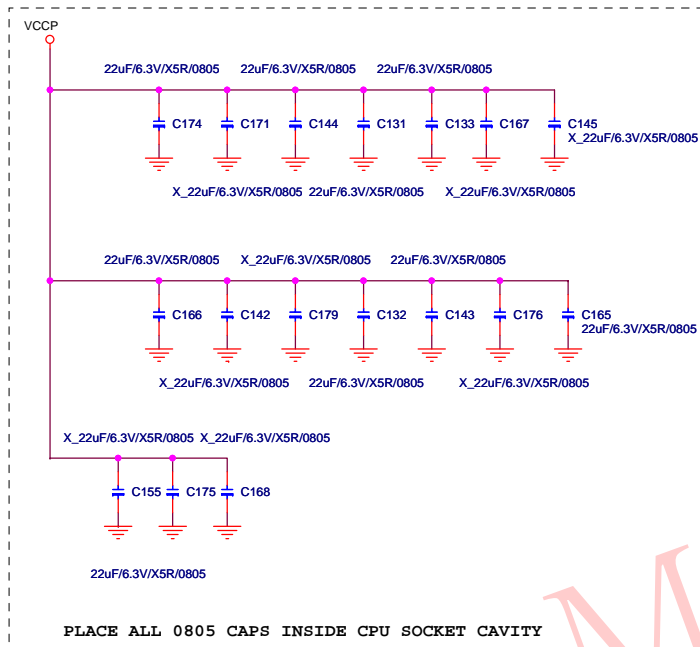 VCCP
22uF/6.3V/X5R/0805 22uF/6.3V/X5R/0805 22uF/6.3V/X5R/0805
C174 C171 C144 C131 C133 C167 C145
X_22uF/6.3V/X5R/0805
X_22uF/6.3V/X5R/0805 22uF/6.3V/X5R/0805 X_22uF/6.3V/X5R/0805
22uF/6.3V/X5R/0805 X_22uF/6.3V/X5R/0805 22uF/6.3V/X5R/0805
C166 C142 C179 C132 C143 C176 C165
22uF/6.3V/X5R/0805
X_22uF/6.3V/X5R/0805 22uF/6.3V/X5R/0805 X_22uF/6.3V/X5R/0805
X_22uF/6.3V/X5R/0805 X_22uF/6.3V/X5R/0805
C155 C175 C168
22uF/6.3V/X5R/0805
PLACE ALL 0805 CAPS INSIDE CPU SOCKET CAVITY